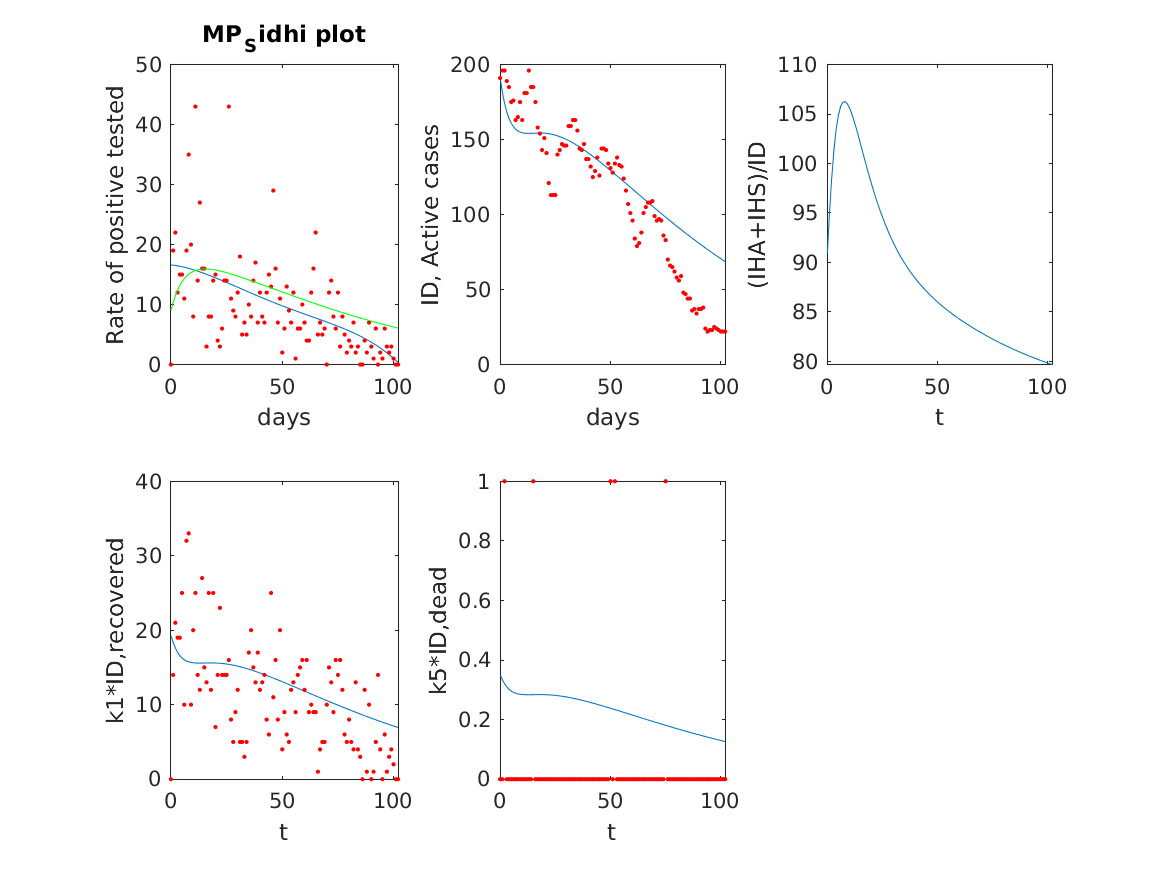 MP_Sidhi plot
50
40
30
20
10
0
0 50 100
days
Rate of positive tested
200
150
100
50
0
0 50 100
days
ID, Active cases
110
105
100
95
90
85
80
0 50 100
t
(IHA+IHS)/ID
40
30
20
10
0
0 50 100
t
k1*ID,recovered
1
0.8
0.6
0.4
0.2
0
0 50 100
t
k5*ID,dead